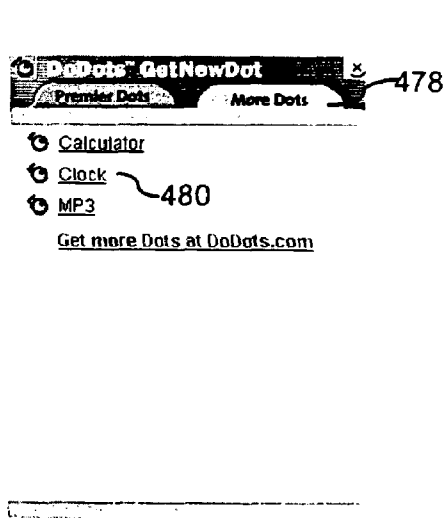 DoDots™ GetNewDot x
478
Premier Dots More Dots
Calculator
Clock
480
MP3
Get more Dots at DoDots.com